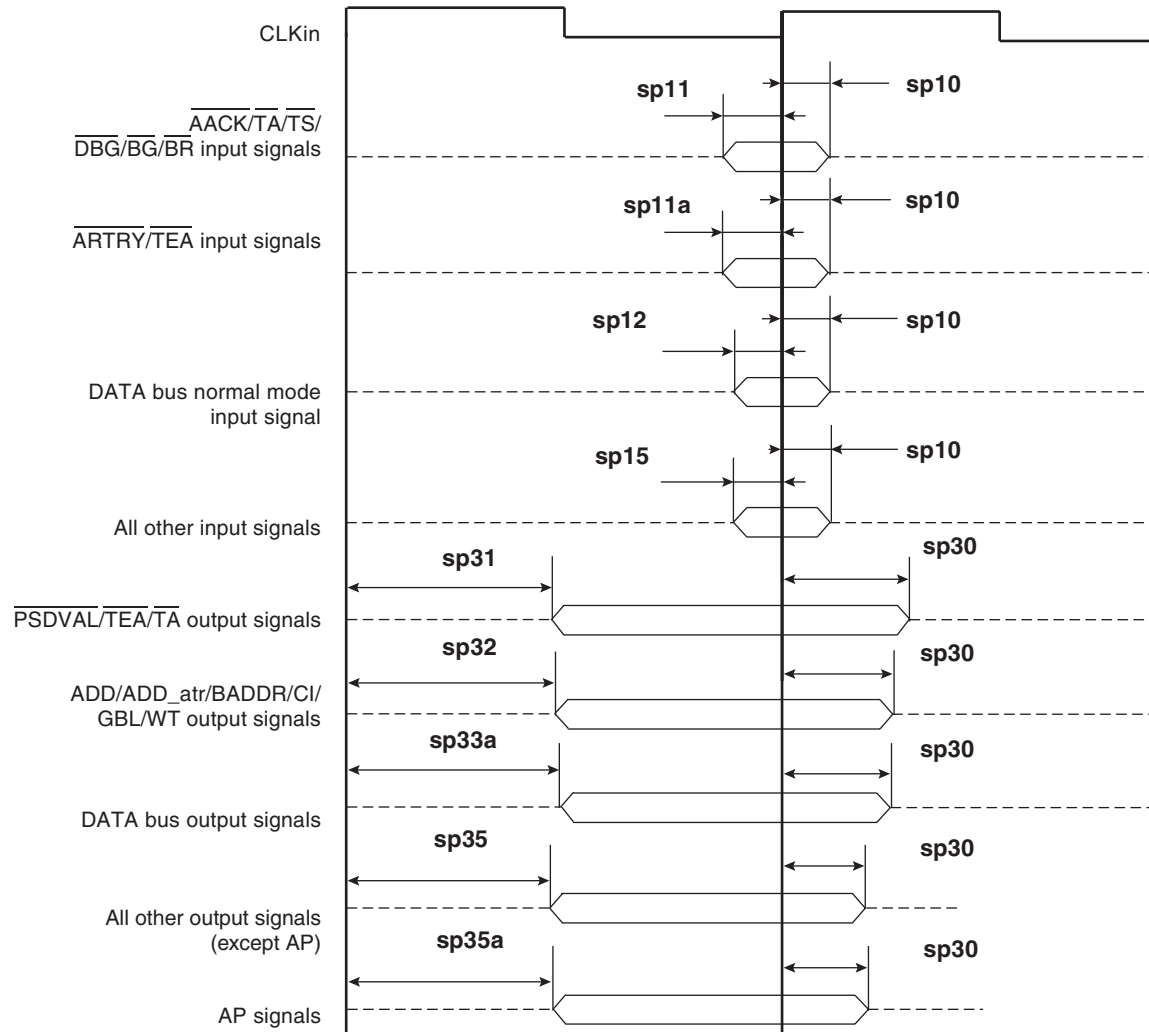 CLKin
sp11
sp10
AACK/TA/TS/
DBG/BG/BR input signals
sp11a
sp10
ARTRY/TEA input signals
sp12
sp10
DATA bus normal mode
input signal
sp15
sp10
All other input signals
sp31
sp30
PSDVAL/TEA/TA output signals
sp32
sp30
ADD/ADD_atr/BADDR/CI/
GBL/WT output signals
sp33a
sp30
DATA bus output signals
sp35
sp30
All other output signals
(except AP)
sp35a
sp30
AP signals